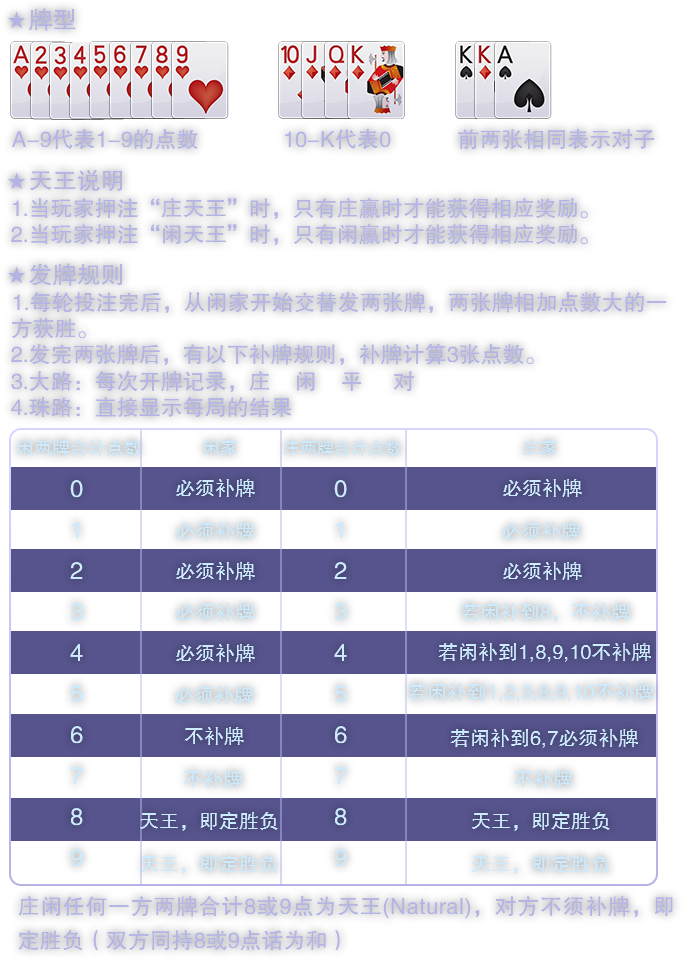 ★牌型
A 2 3 4 5 6 7 8 9 10 J Q K K K A
A-9代表1-9的点数 10-K代表0 前两张相同表示对子
★天王说明
1.当玩家押注“庄天王”时，只有庄赢时才能获得相应奖励。
2.当玩家押注“闲天王”时，只有闲赢时才能获得相应奖励。
★发牌规则
1.每轮投注完后，从闲家开始交替发两张牌，两张牌相加点数大的一
方获胜。
2.发完两张牌后，有以下补牌规则，补牌计算3张点数。
3.大路：每次开牌记录，庄 闲 平 对
4.珠路：直接显示每局的结果
闲两牌合计点数 闲家 庄两牌合计点数 庄家
0 必须补牌 0 必须补牌
1 必须补牌 1 必须补牌
2 必须补牌 2 必须补牌
3 必须补牌 3 若闲补到8，不补牌
4 必须补牌 4 若闲补到1,8,9,10不补牌
5 必须补牌 5 若闲补到1,2,3,8,9,10不补牌
6 不补牌 6 若闲补到6,7必须补牌
7 不补牌 7 不补牌
8 天王，即定胜负 8 天王，即定胜负
9 天王，即定胜负 9 天王，即定胜负
庄闲任何一方两牌合计8或9点为天王(Natural)，对方不须补牌，即
定胜负（双方同持8或9点话为和）